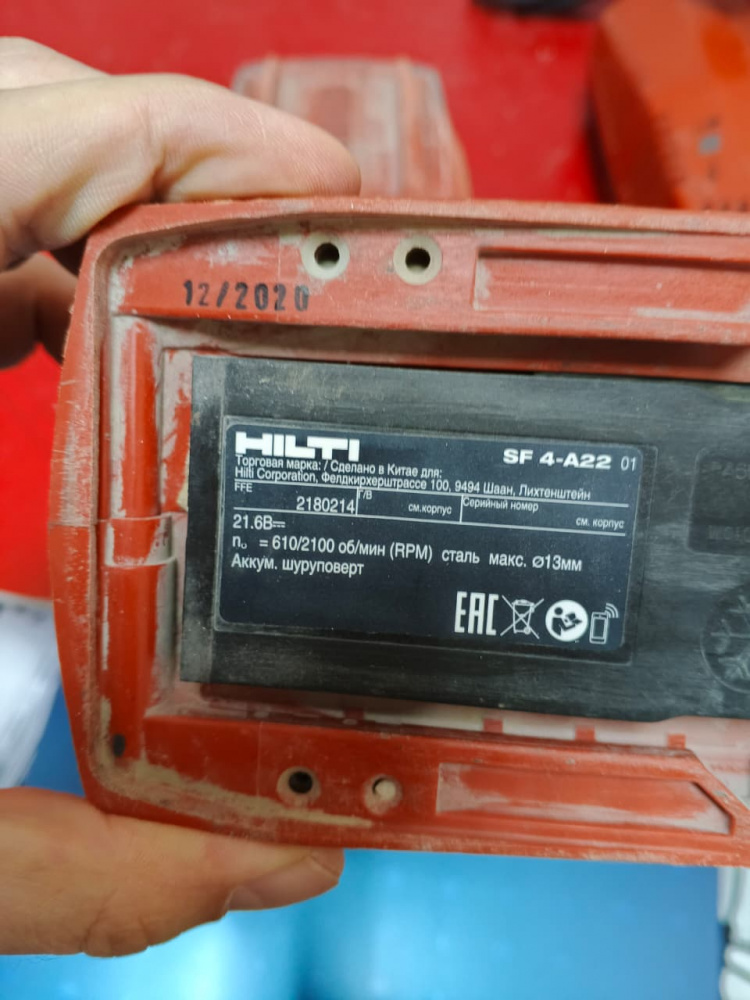 12/2020
HILTI
SF 4-A22 01
Торговая марка: / Сделано в Китае для:
Hilti Corporation, Фелдкирхерштрассе 100, 9494 Шаан, Лихтенштейн
FFE 2180214 Г/В см.корпус Серийный номер см. корпус
21.6В
n₀ = 610/2100 об/мин (RPM) сталь макс. ⌀13мм
Аккум. шуруповерт
EAC